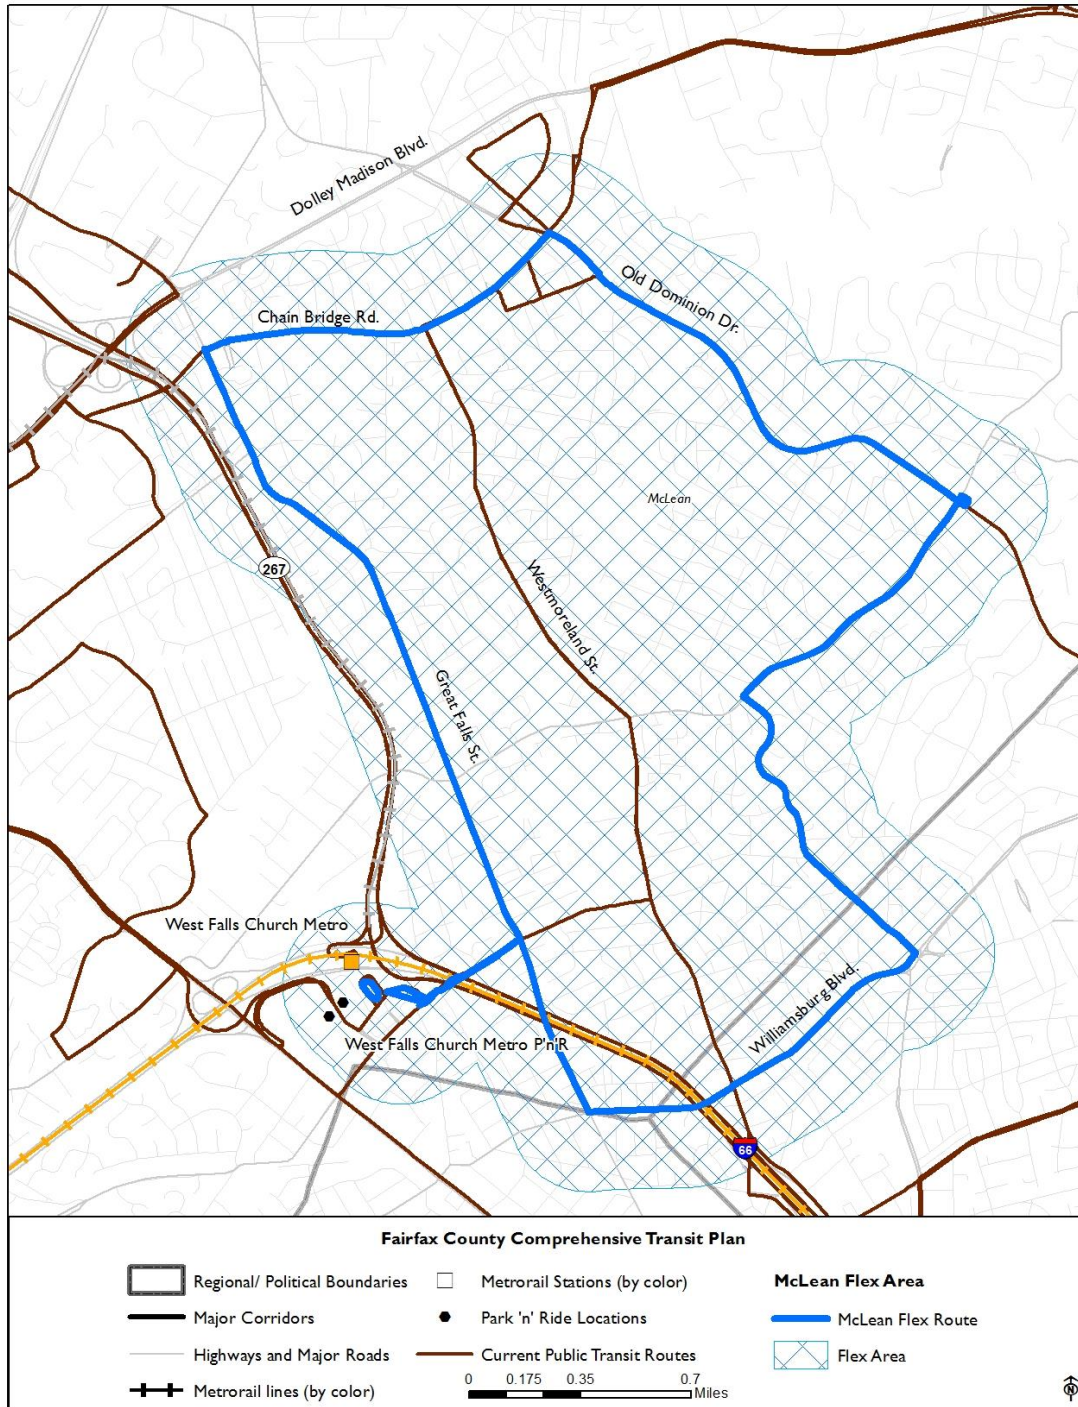 Dolley Madison Blvd.
Old Dominion Dr.
Chain Bridge Rd.
McLean
267
Westmoreland St.
Great Falls St.
West Falls Church Metro
Williamsburg Blvd.
West Falls Church Metro P'n'R
66
Fairfax County Comprehensive Transit Plan
Regional/ Political Boundaries
Major Corridors
Highways and Major Roads
Metrorail lines (by color)
Metrorail Stations (by color)
Park 'n' Ride Locations
Current Public Transit Routes
0 0.175 0.35 0.7
Miles
McLean Flex Area
McLean Flex Route
Flex Area